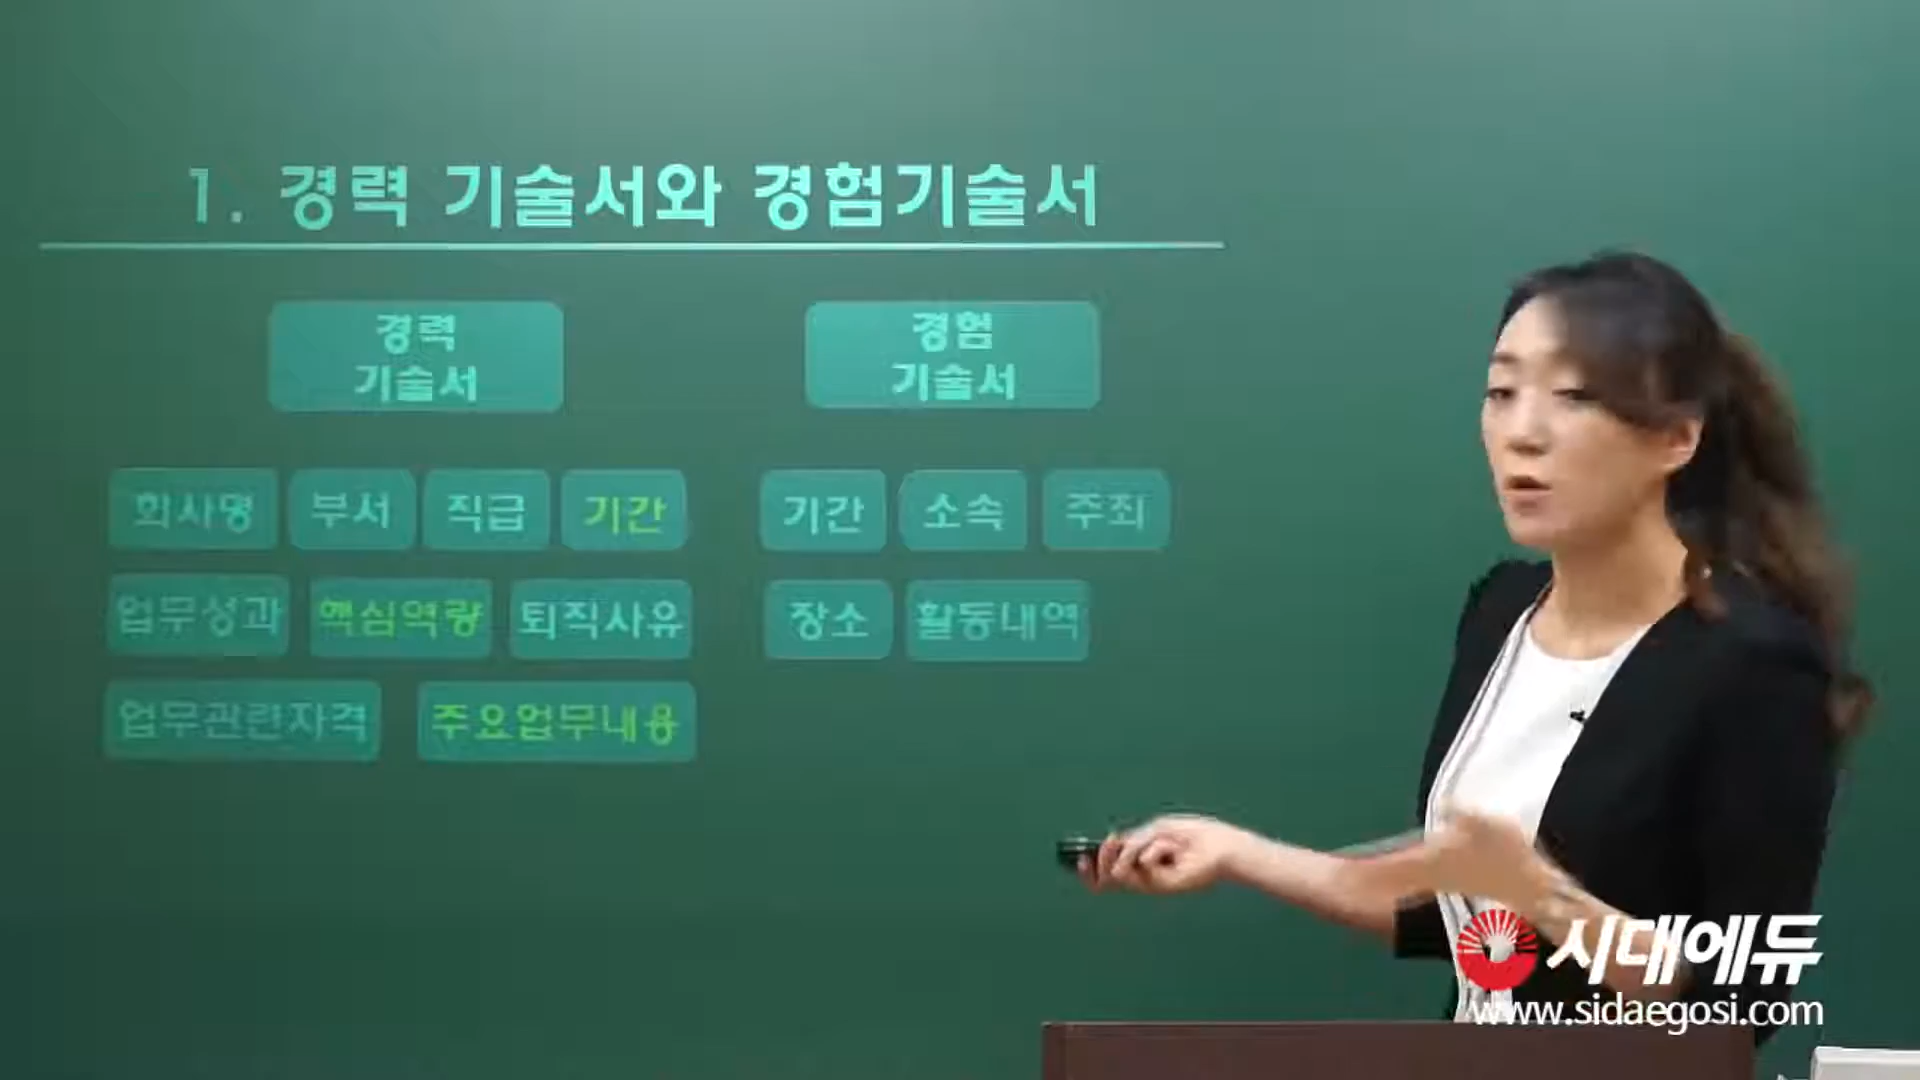 1. 경력 기술서와 경험기술서
경력
기술서
경험
기술서
회사명 부서 직급 기간
업무성과 핵심역량 퇴직사유
업무관련자격 주요업무내용
기간 소속 주최
장소 활동내역
시대에듀
www.sidaegosi.com